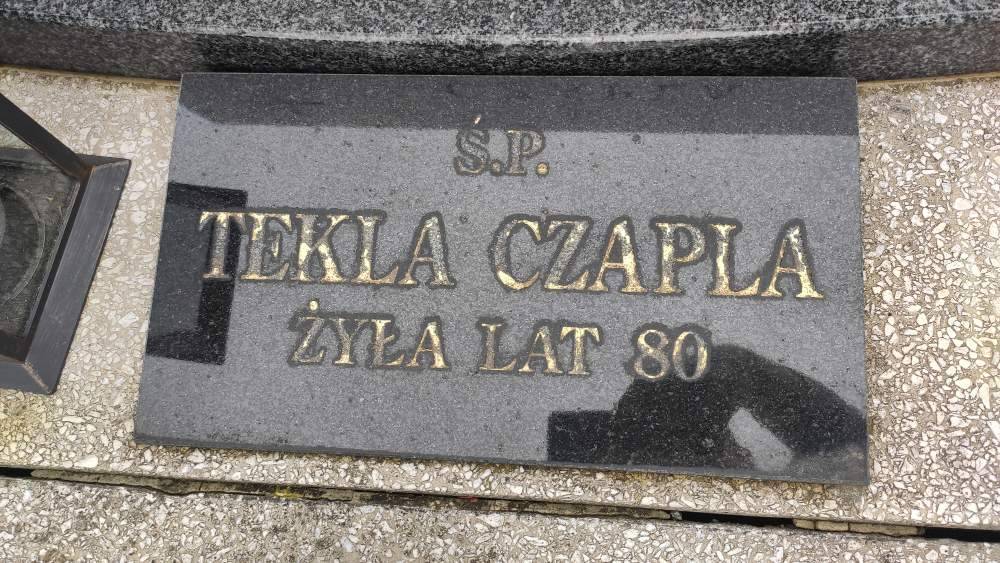 Ś.P.
TEKLA CZAPLA
ŻYŁA LAT 80